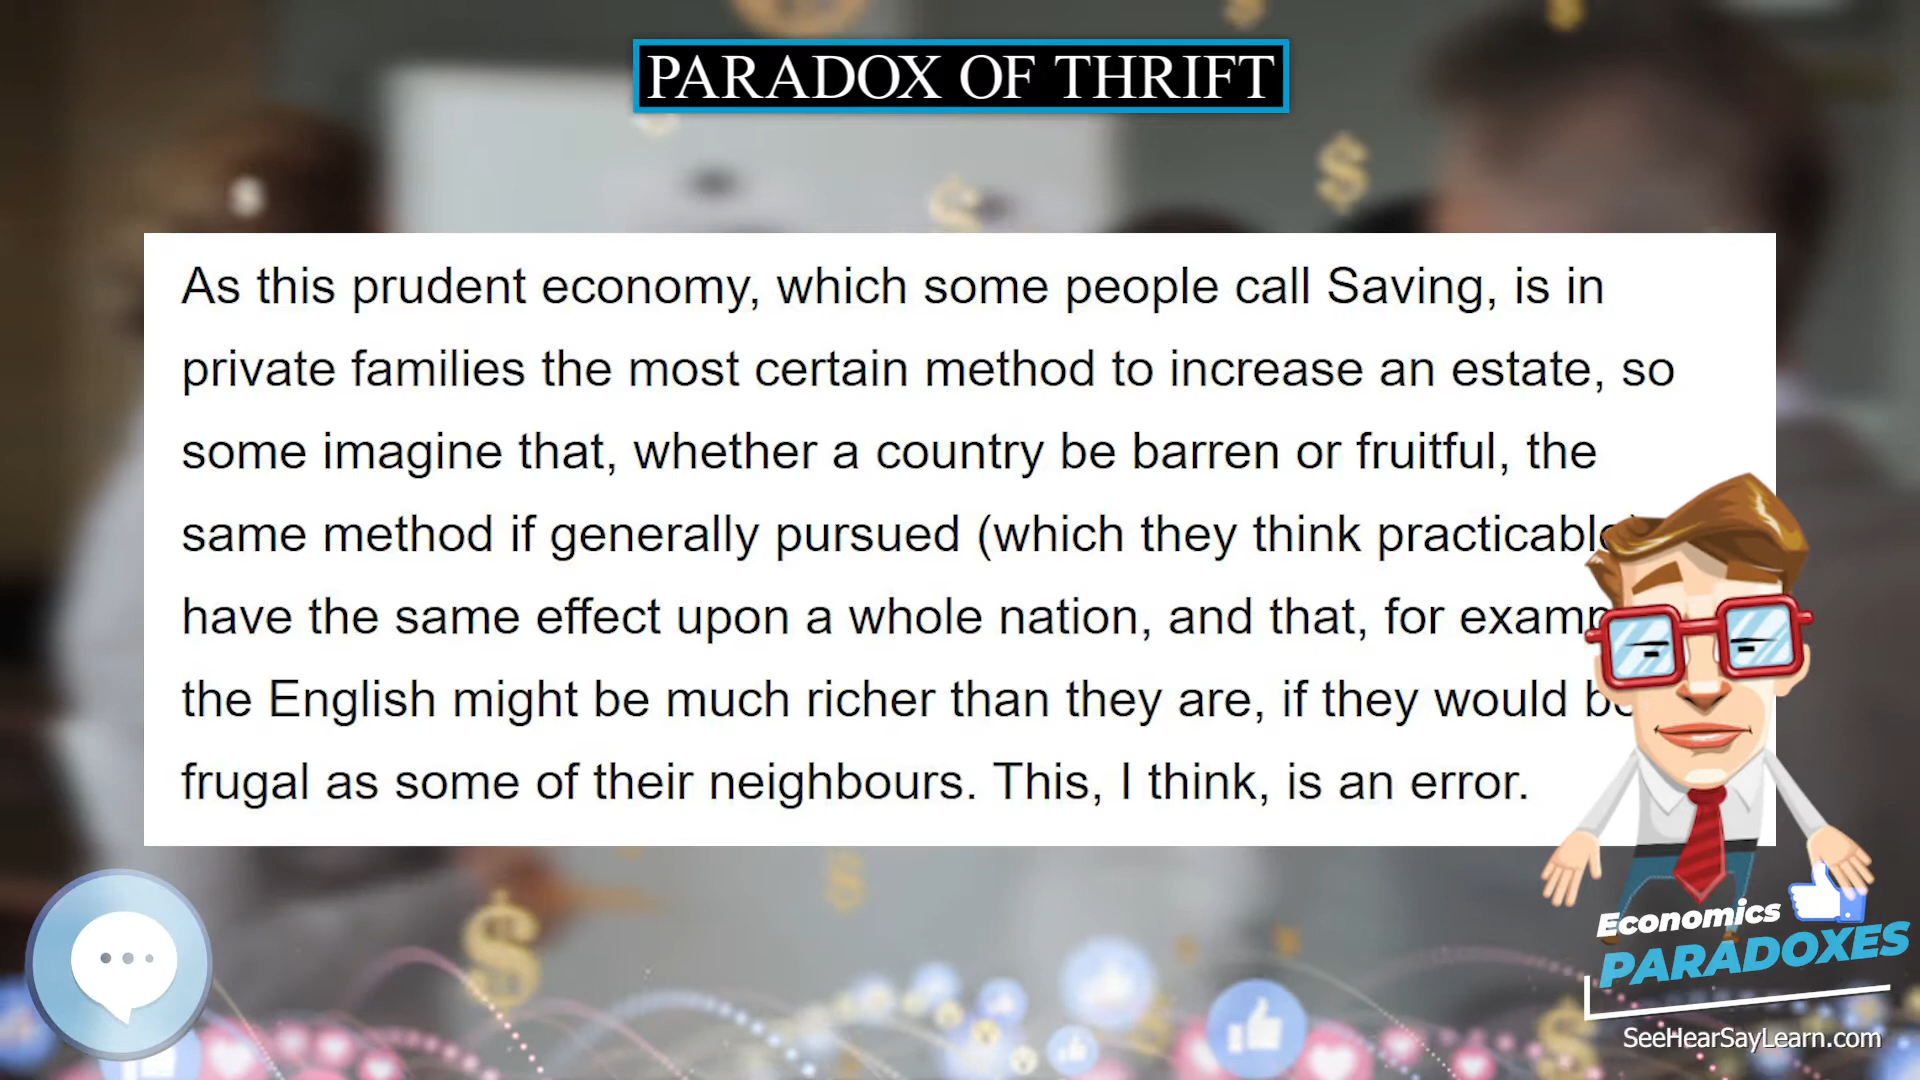 PARADOX OF THRIFT
As this prudent economy, which some people call Saving, is in
private families the most certain method to increase an estate, so
some imagine that, whether a country be barren or fruitful, the
same method if generally pursued (which they think
have the same effect upon a whole nation, and that, for
the English might be much richer than they are, if they would
frugal as some of their neighbours. This, I think, is an error.
Economics
PARADOXES
SeeHearSayLearn.com